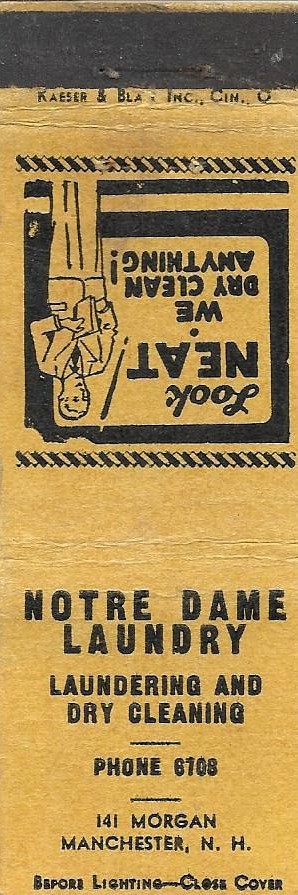 KAESER & BLAIR INC., CIN., O
Look
NEAT
WE
DRY CLEAN
ANYTHING!
NOTRE DAME
LAUNDRY
LAUNDERING AND
DRY CLEANING
PHONE 6708
141 MORGAN
MANCHESTER, N. H.
BEFORE LIGHTING—CLOSE COVER